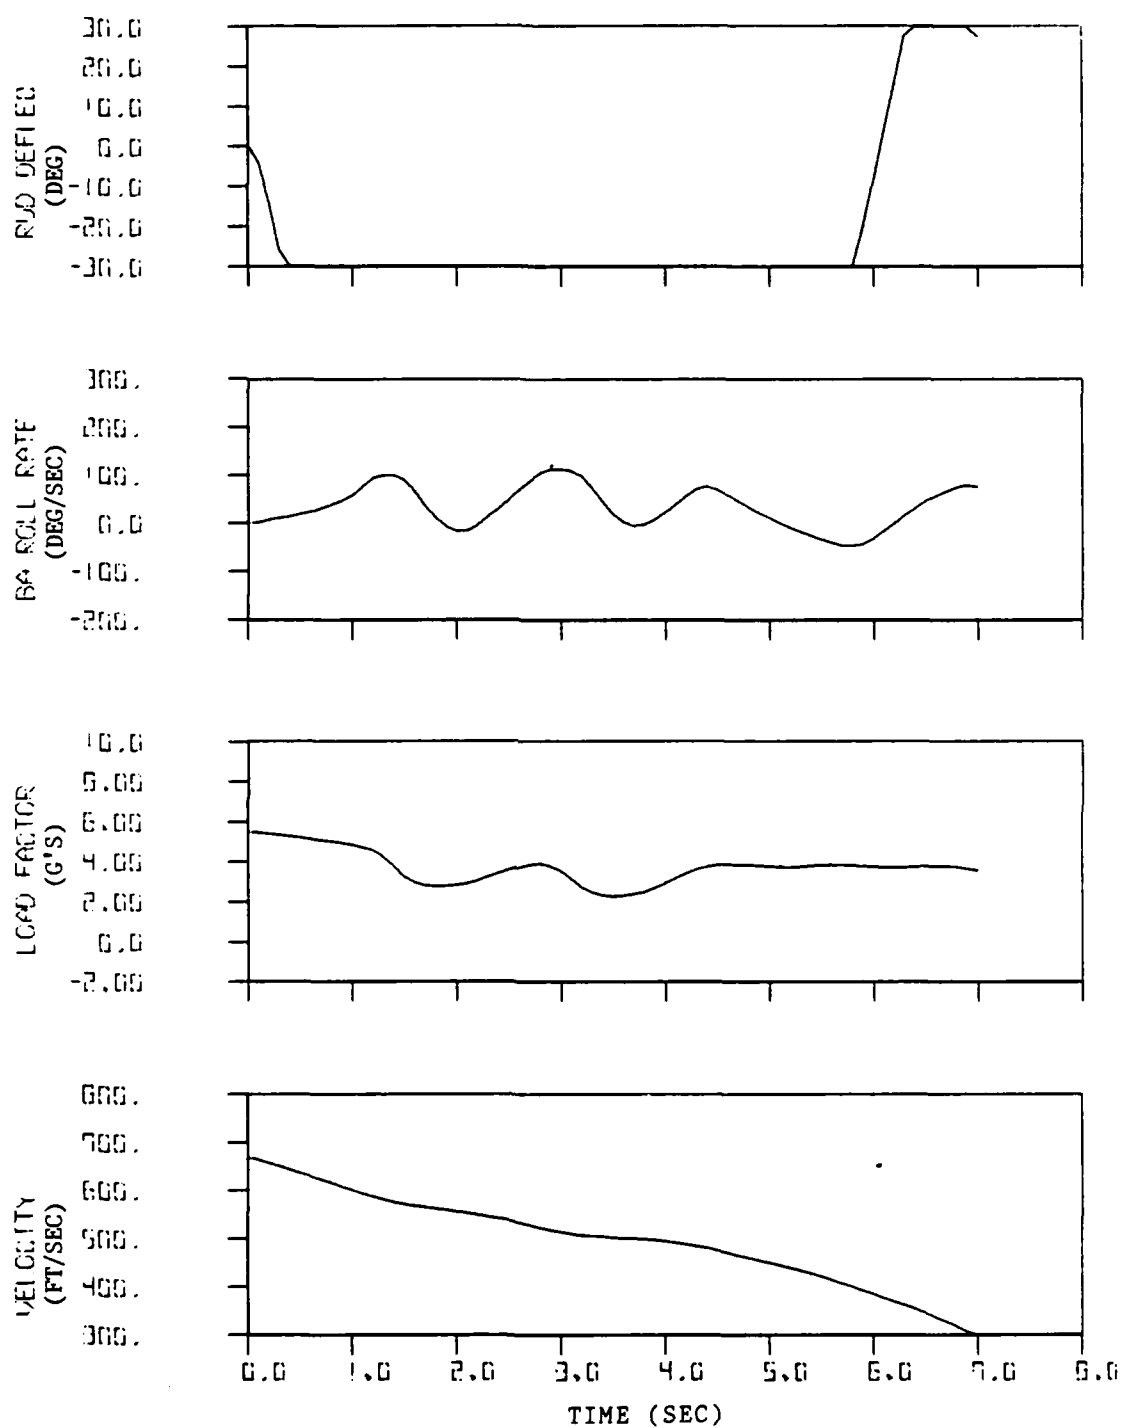 RUD DEFLEC
(DEG)
30.0
20.0
10.0
0.0
-10.0
-20.0
-30.0
BA ROLL RATE
(DEG/SEC)
300.
200.
100.
0.0
-100.
-200.
LOAD FACTOR
(G'S)
10.0
8.00
6.00
4.00
2.00
0.0
-2.00
VELOCITY
(FT/SEC)
800.
700.
600.
500.
400.
300.
0.0 1.0 2.0 3.0 4.0 5.0 6.0 7.0 8.0
TIME (SEC)